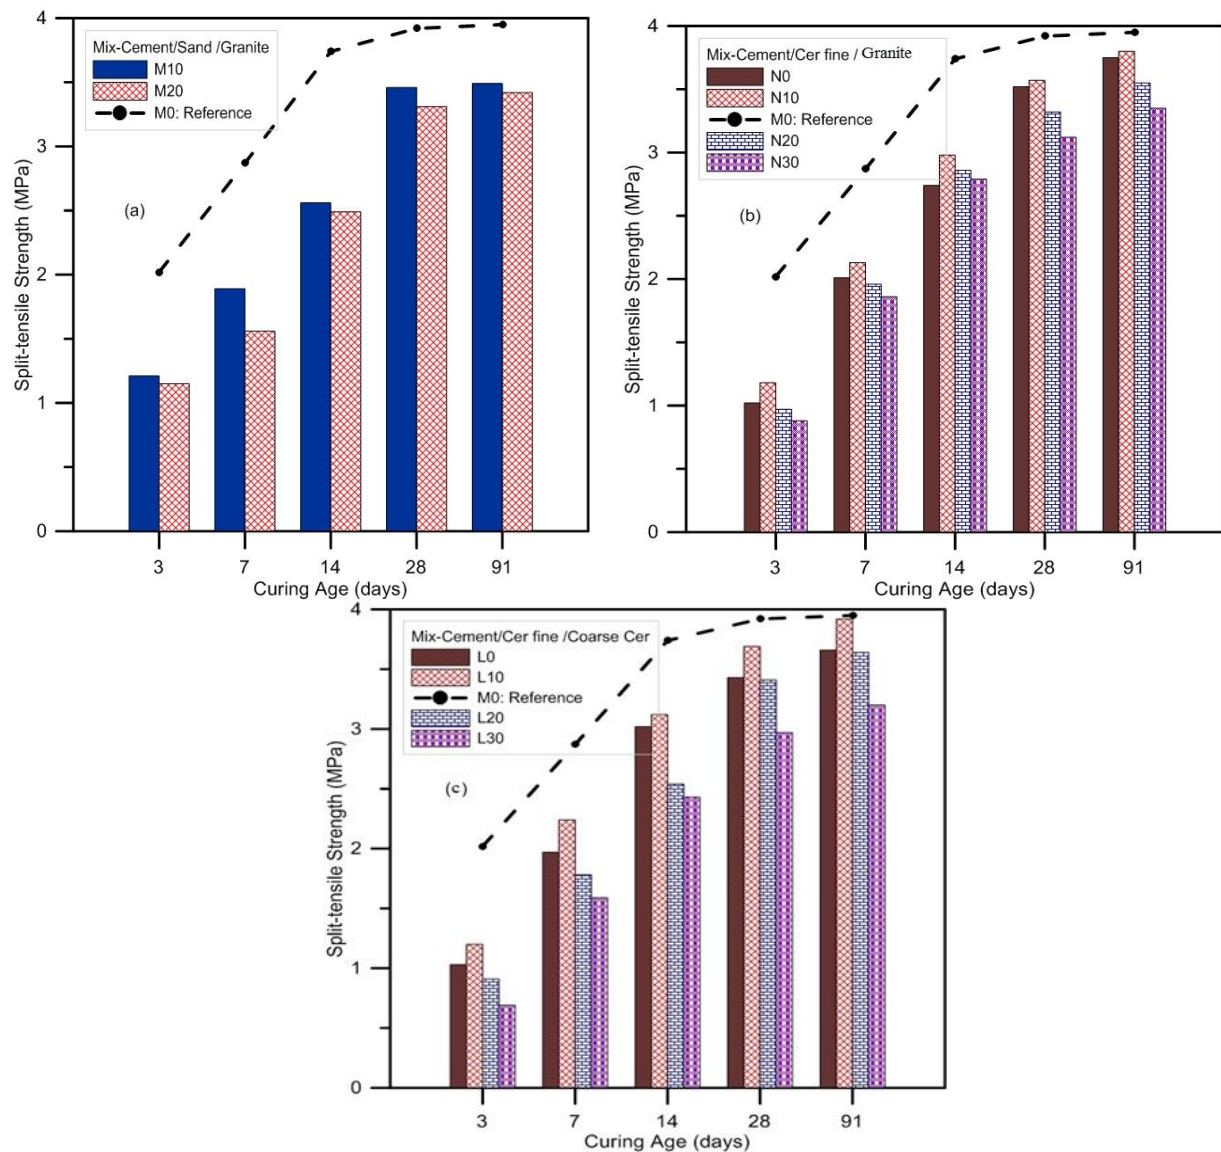 Mix-Cement/Sand /Granite
M10
M20
M0: Reference
(a)
Split-tensile Strength (MPa)
4
3
2
1
0
3 7 14 28 91
Curing Age (days)
Mix-Cement/Cer fine / Granite
N0
N10
M0: Reference
N20
N30
(b)
Split-tensile Strength (MPa)
4
3
2
1
0
3 7 14 28 91
Curing Age (days)
Mix-Cement/Cer fine /Coarse Cer
L0
L10
M0: Reference
L20
L30
(c)
Split-tensile Strength (MPa)
4
3
2
1
0
3 7 14 28 91
Curing Age (days)